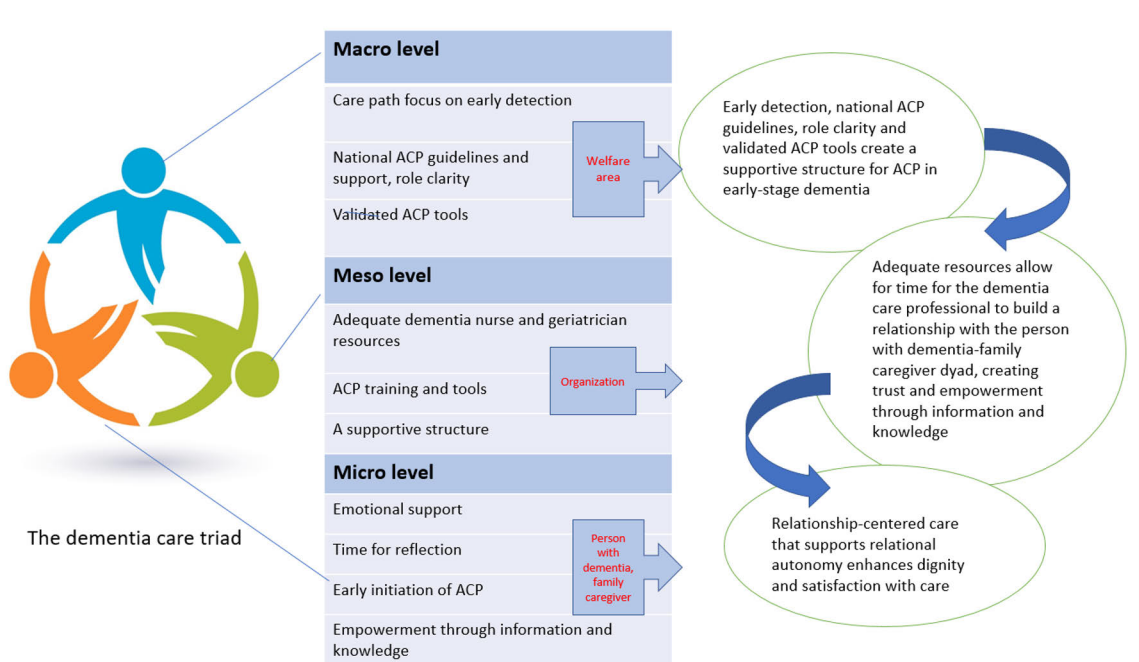 The dementia care triad
Macro level
Care path focus on early detection
National ACP guidelines and
support, role clarity
Validated ACP tools
Welfare
area
Meso level
Adequate dementia nurse and geriatrician
resources
ACP training and tools
A supportive structure
Organization
Micro level
Emotional support
Time for reflection
Early initiation of ACP
Empowerment through information and
knowledge
Person
with
dementia,
family
caregiver
Early detection, national ACP
guidelines, role clarity and
validated ACP tools create a
supportive structure for ACP in
early-stage dementia
Adequate resources allow
for time for the dementia
care professional to build a
relationship with the person
with dementia-family
caregiver dyad, creating
trust and empowerment
through information and
knowledge
Relationship-centered care
that supports relational
autonomy enhances dignity
and satisfaction with care